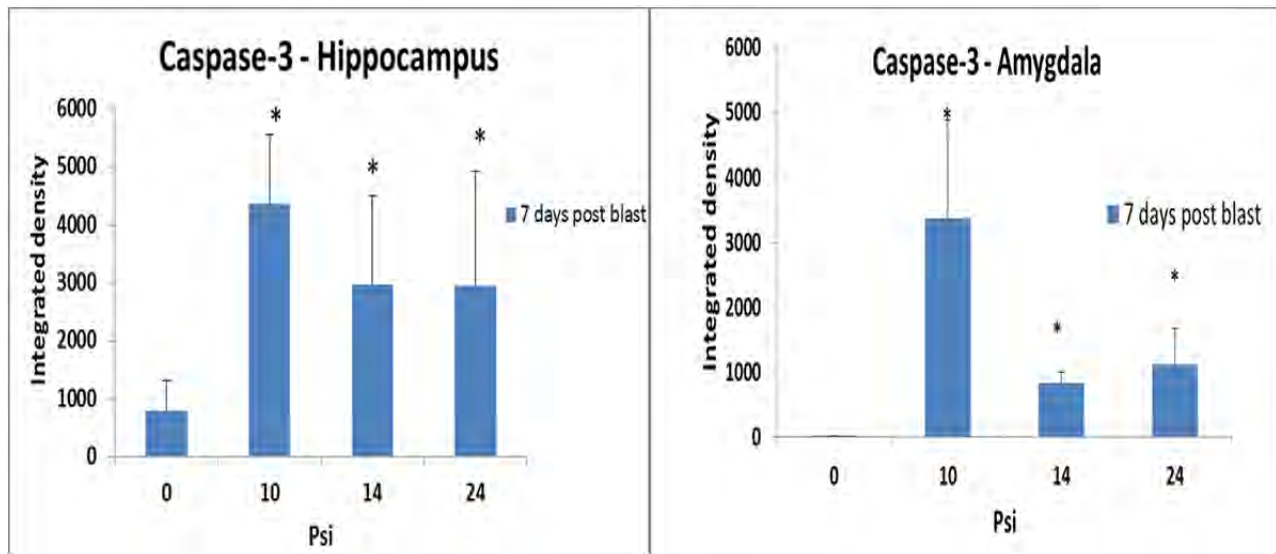 Caspase-3 - Hippocampus
Integrated density
6000
5000
4000
3000
2000
1000
0
*
*
*
7 days post blast
0 10 14 24
Psi
Caspase-3 - Amygdala
Integrated density
6000
5000
4000
3000
2000
1000
0
*
*
*
7 days post blast
0 10 14 24
Psi